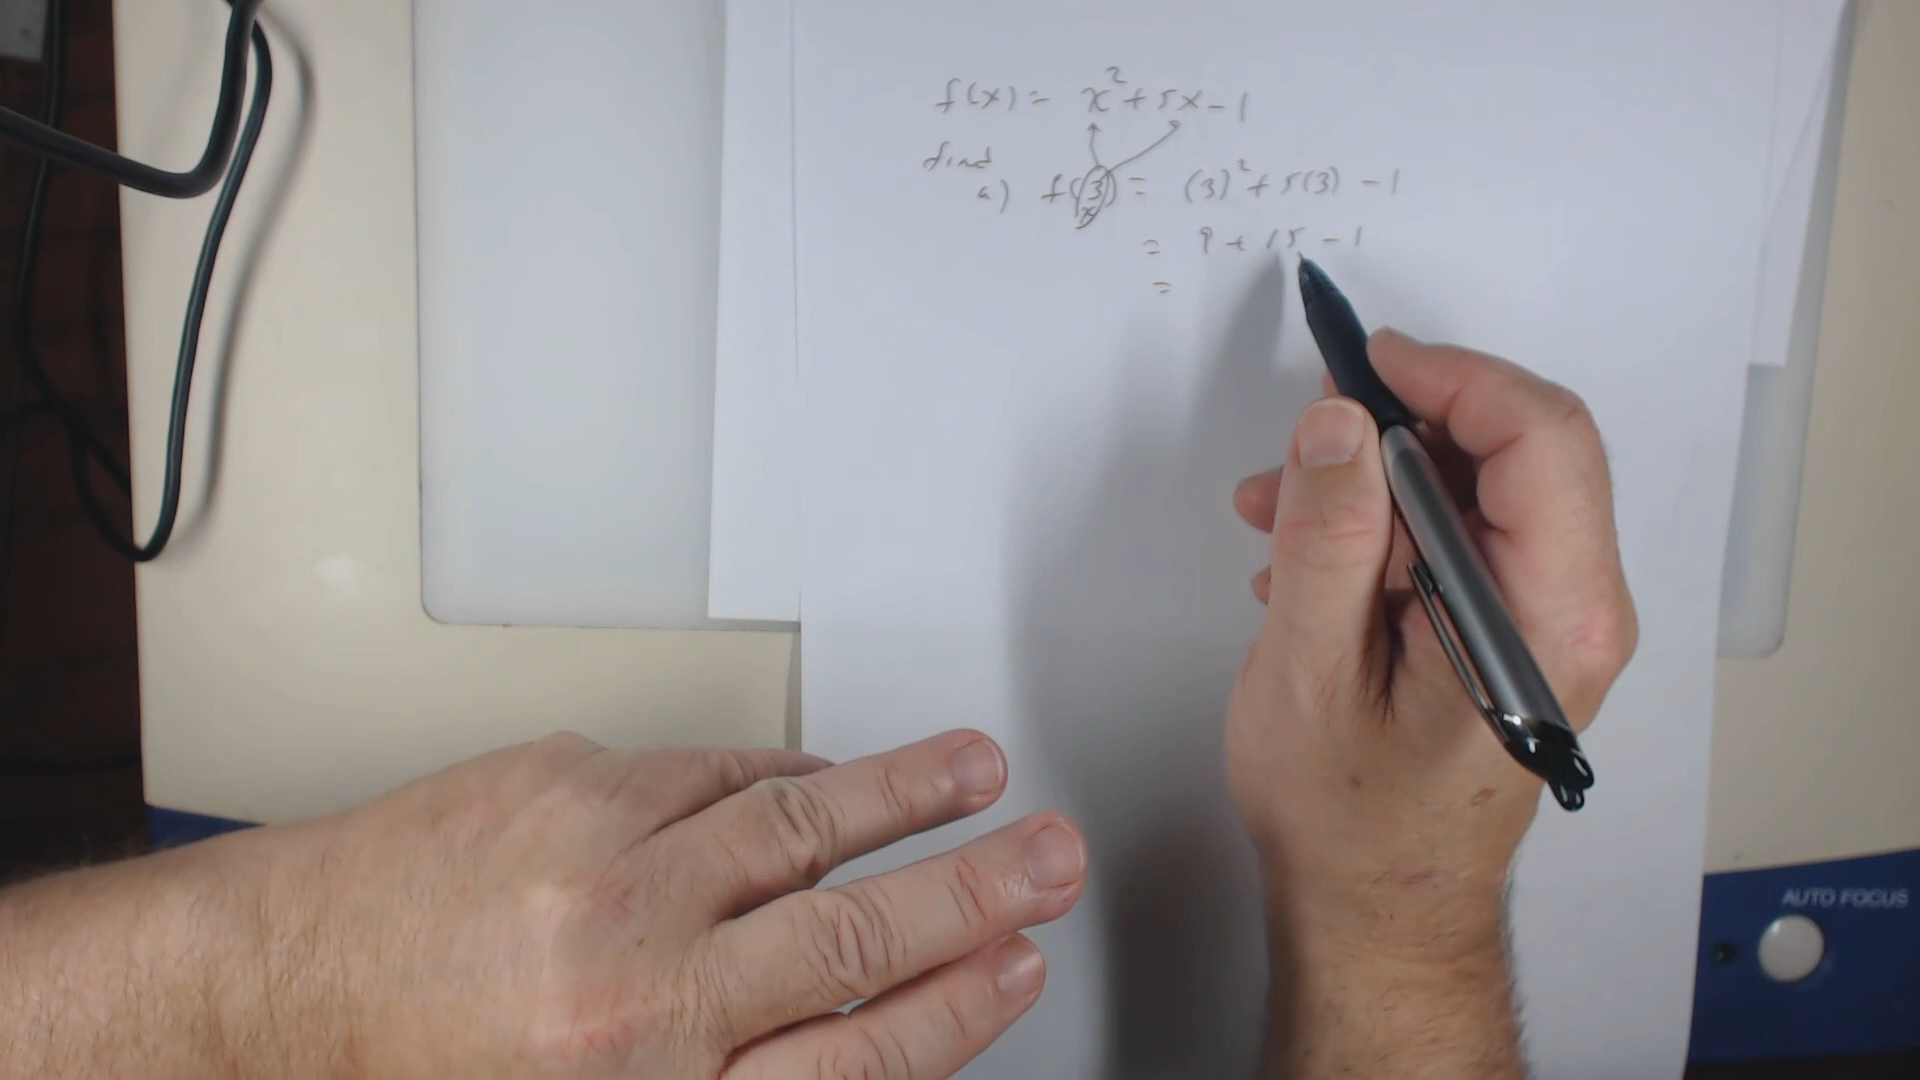 f(x) = x² + 5x - 1
find
a) f(3) = (3)² + 5(3) - 1
x
= 9 + 15 - 1
=
AUTO FOCUS